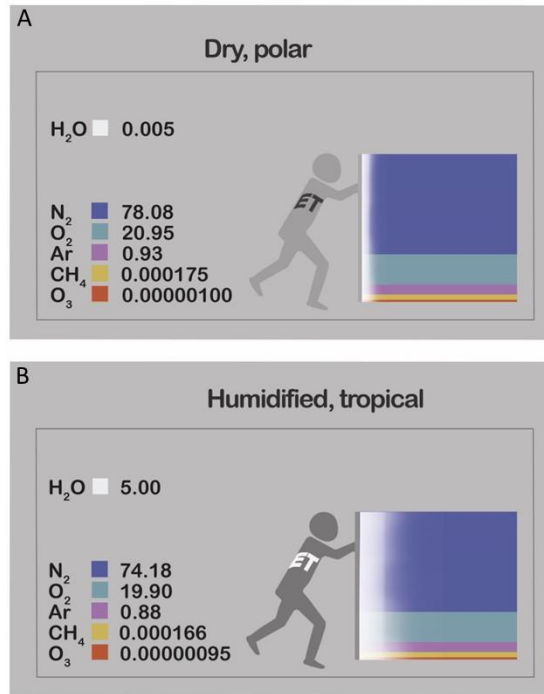 A
Dry, polar
H₂O 0.005
N₂ 78.08
O₂ 20.95
Ar 0.93
CH₄ 0.000175
O₃ 0.00000100
ET
B
Humidified, tropical
H₂O 5.00
N₂ 74.18
O₂ 19.90
Ar 0.88
CH₄ 0.000166
O₃ 0.00000095
ET